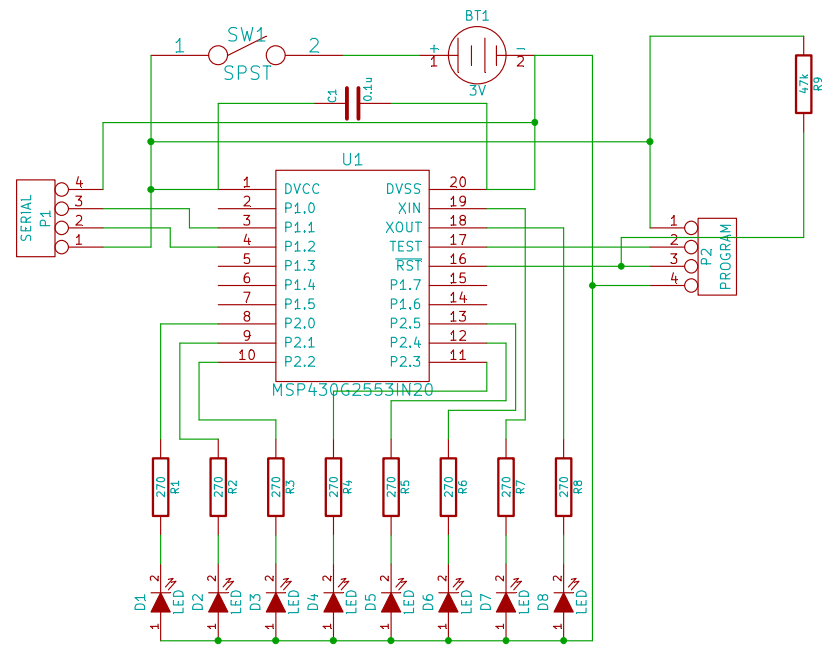 BT1
SW1
1
2
+
1
-
2
SPST
3V
C1
0.1u
47k
R9
U1
SERIAL
P1
4
3
2
1
1 DVCC DVSS 20
2 P1.0 XIN 19
3 P1.1 XOUT 18
4 P1.2 TEST 17
5 P1.3 RST 16
6 P1.4 P1.7 15
7 P1.5 P1.6 14
8 P2.0 P2.5 13
9 P2.1 P2.4 12
10 P2.2 P2.3 11
MSP430G2553IN20
1
2
3
4
P2
PROGRAM
270 R1
270 R2
270 R3
270 R4
270 R5
270 R6
270 R7
270 R8
D1 2 1 LED
D2 2 1 LED
D3 2 1 LED
D4 2 1 LED
D5 2 1 LED
D6 2 1 LED
D7 2 1 LED
D8 2 1 LED